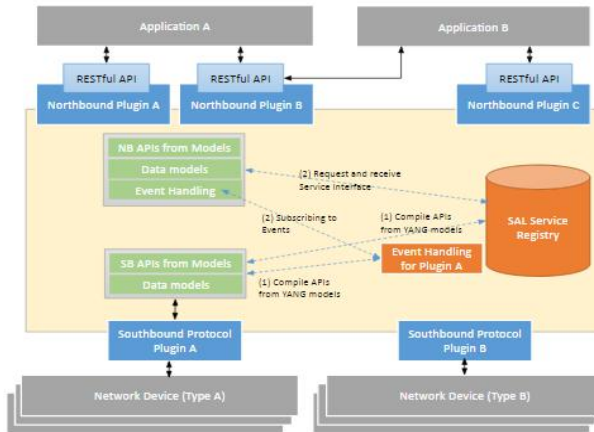 Application A
Application B
RESTful API
RESTful API
RESTful API
Northbound Plugin A
Northbound Plugin B
Northbound Plugin C
NB APIs from Models
Data models
Event Handling
(2) Request and receive
Service Interface
(2) Subscribing to
Events
(1) Compile APIs
from YANG models
SAL Service
Registry
Event Handling
for Plugin A
SB APIs from Models
Data models
(1) Compile APIs
from YANG models
Southbound Protocol
Plugin A
Southbound Protocol
Plugin B
Network Device (Type A)
Network Device (Type B)